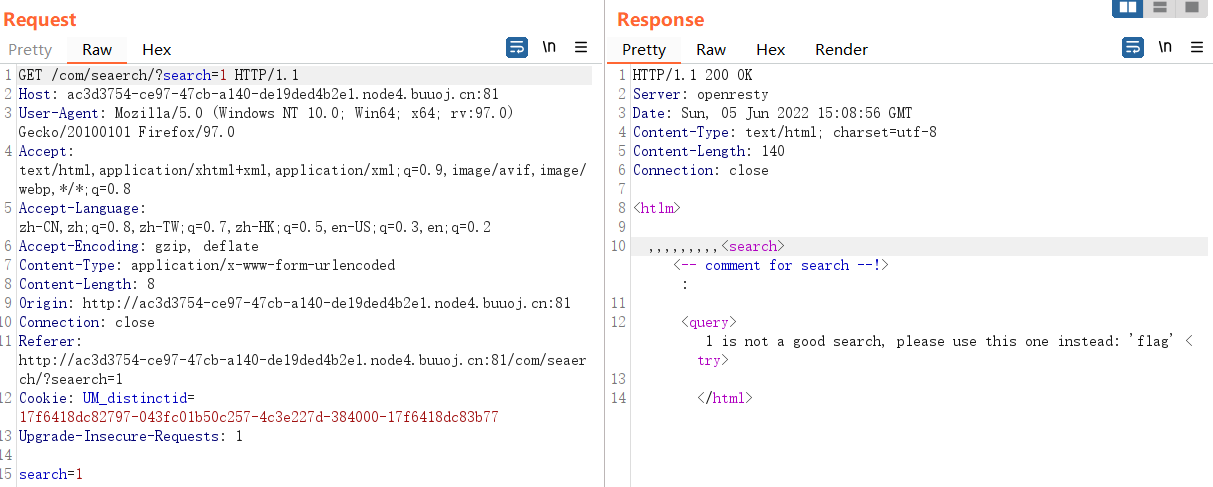 Request
Pretty Raw Hex \n
1 GET /com/seaerch/?search=1 HTTP/1.1
2 Host: ac3d3754-ce97-47cb-a140-de19ded4b2e1.node4.buuoj.cn:81
3 User-Agent: Mozilla/5.0 (Windows NT 10.0; Win64; x64; rv:97.0)
Gecko/20100101 Firefox/97.0
4 Accept:
text/html,application/xhtml+xml,application/xml;q=0.9,image/avif,image/
webp,*/*;q=0.8
5 Accept-Language:
zh-CN,zh;q=0.8,zh-TW;q=0.7,zh-HK;q=0.5,en-US;q=0.3,en;q=0.2
6 Accept-Encoding: gzip, deflate
7 Content-Type: application/x-www-form-urlencoded
8 Content-Length: 8
9 Origin: http://ac3d3754-ce97-47cb-a140-de19ded4b2e1.node4.buuoj.cn:81
10 Connection: close
11 Referer:
http://ac3d3754-ce97-47cb-a140-de19ded4b2e1.node4.buuoj.cn:81/com/seaer
ch/?seaerch=1
12 Cookie: UM_distinctid=
17f6418dc82797-043fc01b50c257-4c3e227d-384000-17f6418dc83b77
13 Upgrade-Insecure-Requests: 1
14
15 search=1
Response
Pretty Raw Hex Render \n
1 HTTP/1.1 200 OK
2 Server: openresty
3 Date: Sun, 05 Jun 2022 15:08:56 GMT
4 Content-Type: text/html; charset=utf-8
5 Content-Length: 140
6 Connection: close
7
8 <htlm>
9
10 ,,,,,,,,,<search>
<-- comment for search --!>
:
11
12 <query>
1 is not a good search, please use this one instead: 'flag' <
try>
13
14 </html>